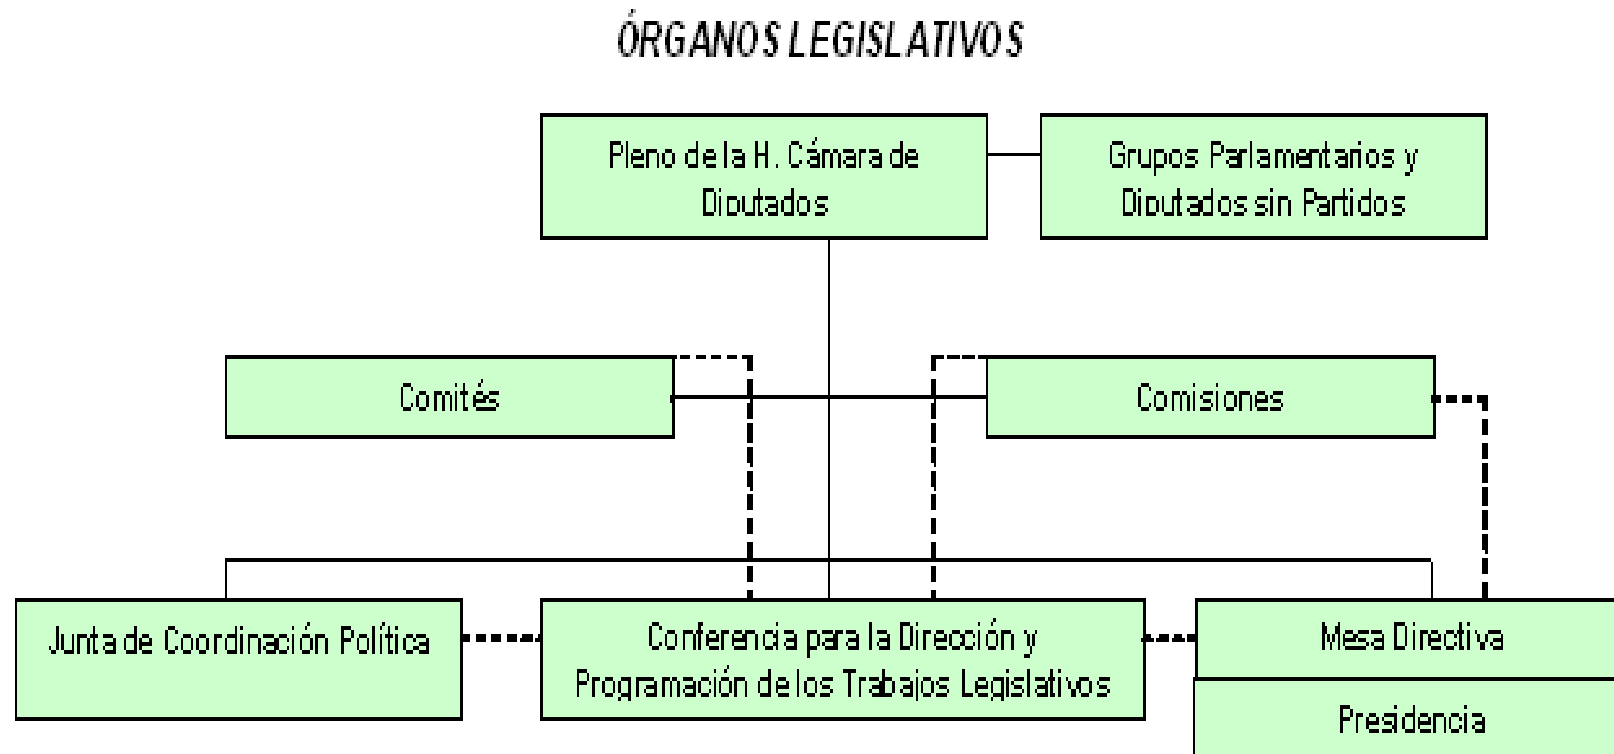 ÓRGANOS LEGISLATIVOS
Pleno de la H. Cámara de
Diputados
Grupos Parlamentarios y
Diputados sin Partidos
Comités
Comisiones
Junta de Coordinación Política
Conferencia para la Dirección y
Programación de los Trabajos Legislativos
Mesa Directiva
Presidencia